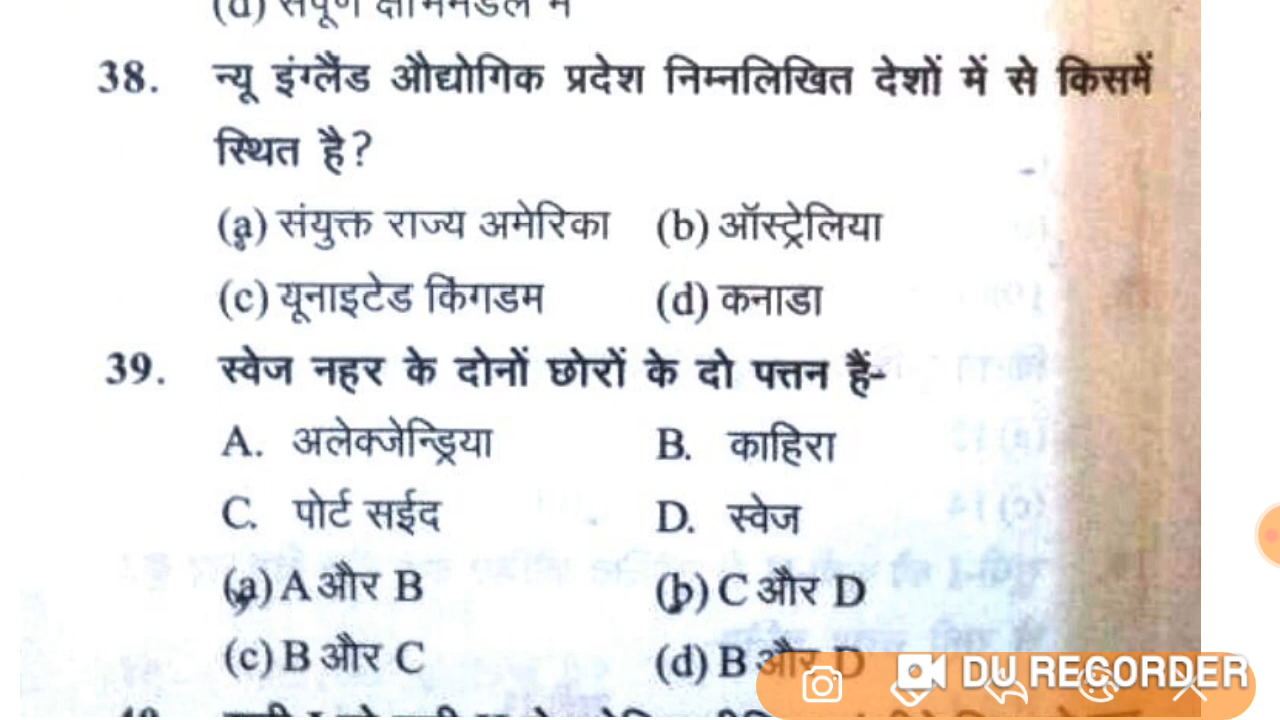 38. न्यू इंग्लैंड औद्योगिक प्रदेश निम्नलिखित देशों में से किसमें
स्थित है?
(a) संयुक्त राज्य अमेरिका (b) ऑस्ट्रेलिया
(c) यूनाइटेड किंगडम (d) कनाडा
39. स्वेज नहर के दोनों छोरों के दो पत्तन हैं-
A. अलेक्जेन्ड्रिया B. काहिरा
C. पोर्ट सईद D. स्वेज
(a) A और B (b) C और D
(c) B और C (d) B और D
DU RECORDER